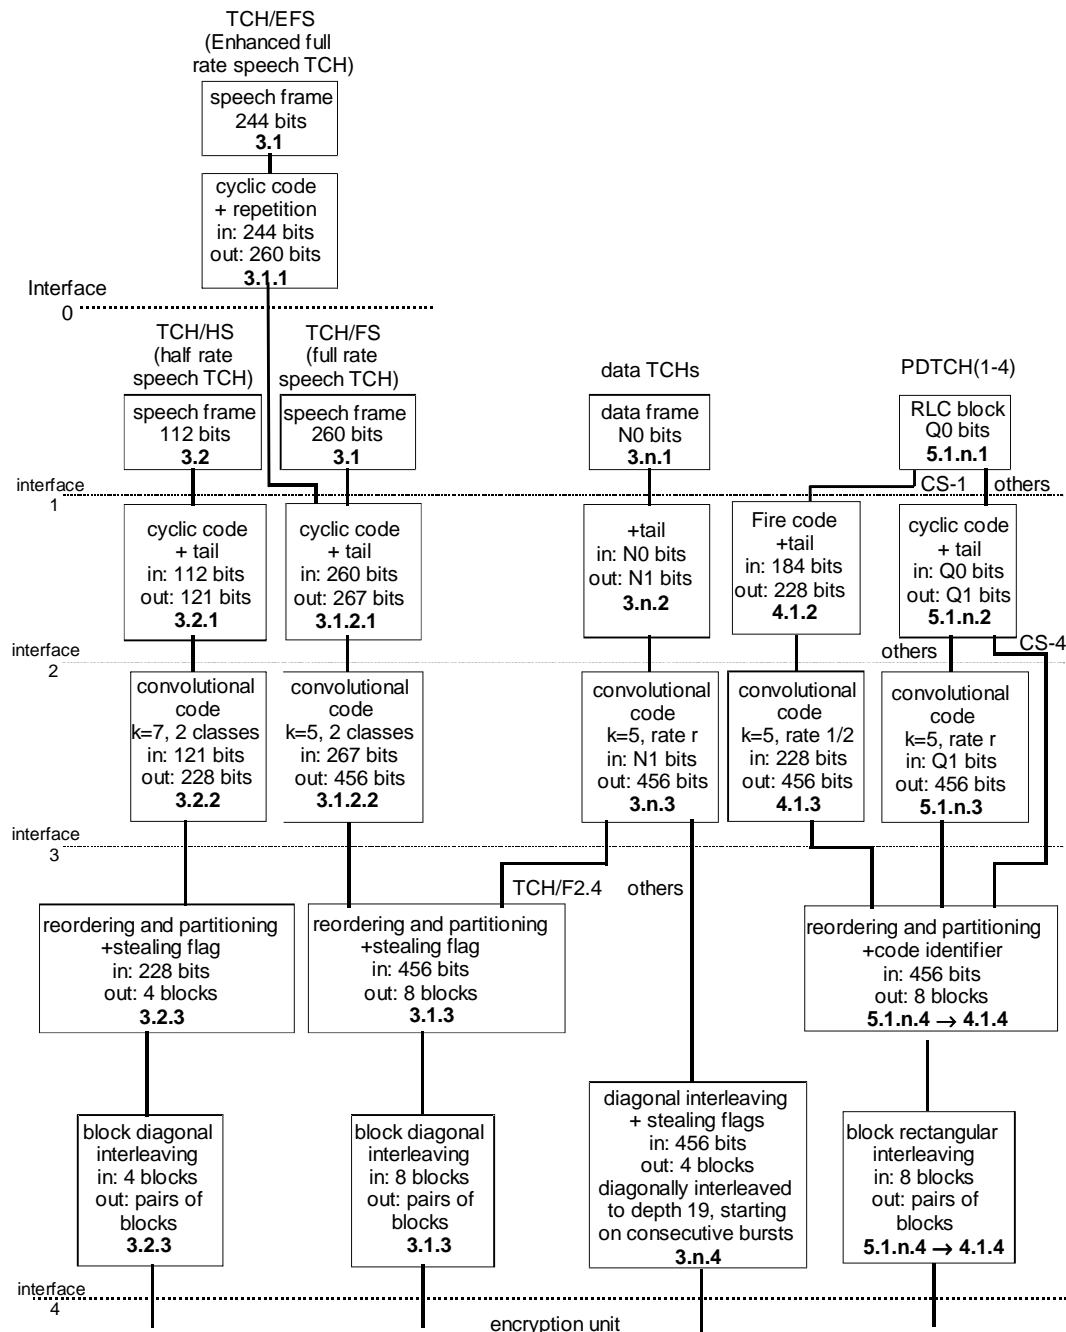 TCH/EFS
(Enhanced full
rate speech TCH)
speech frame
244 bits
3.1
cyclic code
+ repetition
in: 244 bits
out: 260 bits
3.1.1
Interface
0
TCH/HS
(half rate
speech TCH)
TCH/FS
(full rate
speech TCH)
data TCHs
PDTCH(1-4)
speech frame
112 bits
3.2
speech frame
260 bits
3.1
data frame
N0 bits
3.n.1
RLC block
Q0 bits
5.1.n.1
interface
1
CS-1
others
cyclic code
+ tail
in: 112 bits
out: 121 bits
3.2.1
cyclic code
+ tail
in: 260 bits
out: 267 bits
3.1.2.1
+tail
in: N0 bits
out: N1 bits
3.n.2
Fire code
+tail
in: 184 bits
out: 228 bits
4.1.2
cyclic code
+ tail
in: Q0 bits
out: Q1 bits
5.1.n.2
interface
2
others
CS-4
convolutional
code
k=7, 2 classes
in: 121 bits
out: 228 bits
3.2.2
convolutional
code
k=5, 2 classes
in: 267 bits
out: 456 bits
3.1.2.2
convolutional
code
k=5, rate r
in: N1 bits
out: 456 bits
3.n.3
convolutional
code
k=5, rate 1/2
in: 228 bits
out: 456 bits
4.1.3
convolutional
code
k=5, rate r
in: Q1 bits
out: 456 bits
5.1.n.3
interface
3
TCH/F2.4
others
reordering and partitioning
+stealing flag
in: 228 bits
out: 4 blocks
3.2.3
reordering and partitioning
+stealing flag
in: 456 bits
out: 8 blocks
3.1.3
reordering and partitioning
+code identifier
in: 456 bits
out: 8 blocks
5.1.n.4 → 4.1.4
block diagonal
interleaving
in: 4 blocks
out: pairs of
blocks
3.2.3
block diagonal
interleaving
in: 8 blocks
out: pairs of
blocks
3.1.3
diagonal interleaving
+ stealing flags
in: 456 bits
out: 4 blocks
diagonally interleaved
to depth 19, starting
on consecutive bursts
3.n.4
block rectangular
interleaving
in: 8 blocks
out: pairs of
blocks
5.1.n.4 → 4.1.4
interface
4
encryption unit